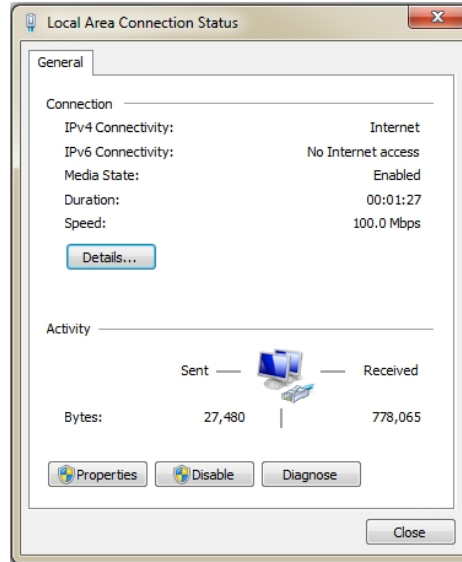 Local Area Connection Status
General
Connection
IPv4 Connectivity: Internet
IPv6 Connectivity: No Internet access
Media State: Enabled
Duration: 00:01:27
Speed: 100.0 Mbps
Details...
Activity
Sent Received
Bytes: 27,480 778,065
Properties Disable Diagnose
Close